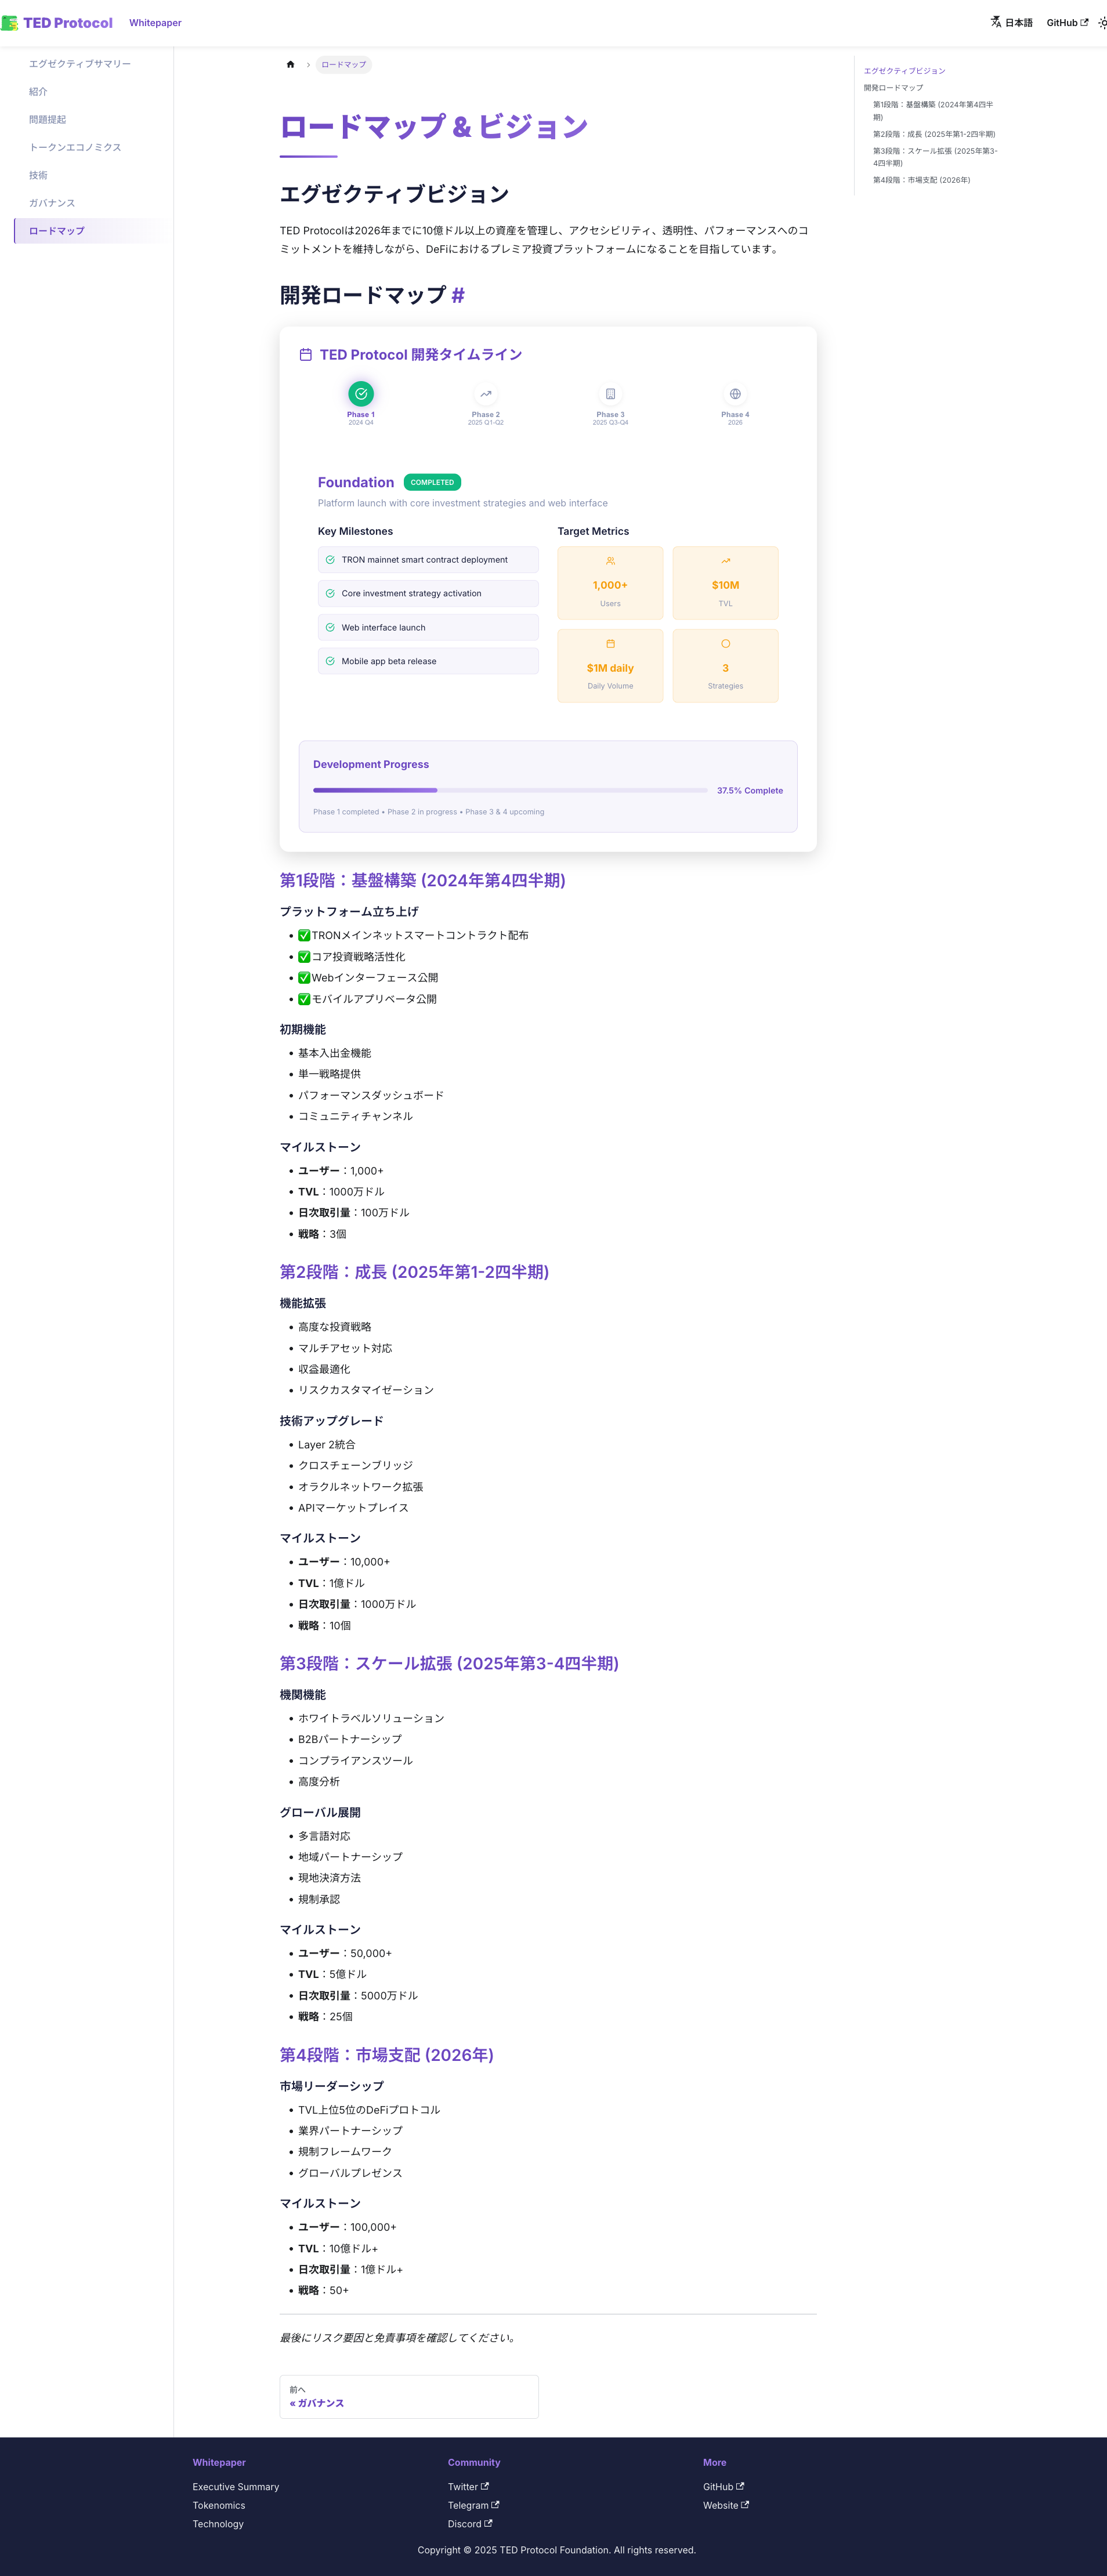 TED Protocol
Whitepaper
日本語
GitHub
エグゼクティブサマリー
紹介
問題提起
トークンエコノミクス
技術
ガバナンス
ロードマップ
ロードマップ
エグゼクティブビジョン
開発ロードマップ
第1段階：基盤構築 (2024年第4四半
期)
第2段階：成長 (2025年第1-2四半期)
第3段階：スケール拡張 (2025年第3-
4四半期)
第4段階：市場支配 (2026年)
ロードマップ & ビジョン
エグゼクティブビジョン
TED Protocolは2026年までに10億ドル以上の資産を管理し、アクセシビリティ、透明性、パフォーマンスへのコ
ミットメントを維持しながら、DeFiにおけるプレミア投資プラットフォームになることを目指しています。
開発ロードマップ #
TED Protocol 開発タイムライン
Phase 1
2024 Q4
Phase 2
2025 Q1-Q2
Phase 3
2025 Q3-Q4
Phase 4
2026
Foundation
COMPLETED
Platform launch with core investment strategies and web interface
Key Milestones
TRON mainnet smart contract deployment
Core investment strategy activation
Web interface launch
Mobile app beta release
Target Metrics
1,000+
Users
$10M
TVL
$1M daily
Daily Volume
3
Strategies
Development Progress
37.5% Complete
Phase 1 completed • Phase 2 in progress • Phase 3 & 4 upcoming
第1段階：基盤構築 (2024年第4四半期)
プラットフォーム立ち上げ
• ✅TRONメインネットスマートコントラクト配布
• ✅コア投資戦略活性化
• ✅Webインターフェース公開
• ✅モバイルアプリベータ公開
初期機能
• 基本入出金機能
• 単一戦略提供
• パフォーマンスダッシュボード
• コミュニティチャンネル
マイルストーン
• ユーザー：1,000+
• TVL：1000万ドル
• 日次取引量：100万ドル
• 戦略：3個
第2段階：成長 (2025年第1-2四半期)
機能拡張
• 高度な投資戦略
• マルチアセット対応
• 収益最適化
• リスクカスタマイゼーション
技術アップグレード
• Layer 2統合
• クロスチェーンブリッジ
• オラクルネットワーク拡張
• APIマーケットプレイス
マイルストーン
• ユーザー：10,000+
• TVL：1億ドル
• 日次取引量：1000万ドル
• 戦略：10個
第3段階：スケール拡張 (2025年第3-4四半期)
機関機能
• ホワイトラベルソリューション
• B2Bパートナーシップ
• コンプライアンスツール
• 高度分析
グローバル展開
• 多言語対応
• 地域パートナーシップ
• 現地決済方法
• 規制承認
マイルストーン
• ユーザー：50,000+
• TVL：5億ドル
• 日次取引量：5000万ドル
• 戦略：25個
第4段階：市場支配 (2026年)
市場リーダーシップ
• TVL上位5位のDeFiプロトコル
• 業界パートナーシップ
• 規制フレームワーク
• グローバルプレゼンス
マイルストーン
• ユーザー：100,000+
• TVL：10億ドル+
• 日次取引量：1億ドル+
• 戦略：50+
最後にリスク要因と免責事項を確認してください。
前へ
« ガバナンス
Whitepaper
Executive Summary
Tokenomics
Technology
Community
Twitter
Telegram
Discord
More
GitHub
Website
Copyright © 2025 TED Protocol Foundation. All rights reserved.